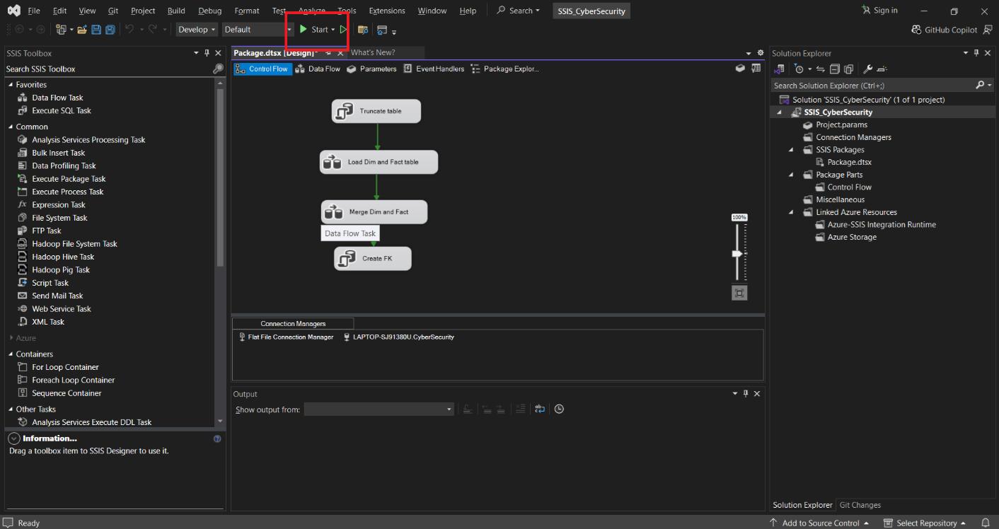 File Edit View Git Project Build Debug Format Test Analyze Tools Extensions Window Help Search SSIS_CyberSecurity Sign in
Develop Default Start GitHub Copilot
SSIS Toolbox
Search SSIS Toolbox
Favorites
Data Flow Task
Execute SQL Task
Common
Analysis Services Processing Task
Bulk Insert Task
Data Profiling Task
Execute Package Task
Execute Process Task
Expression Task
File System Task
FTP Task
Hadoop File System Task
Hadoop Hive Task
Hadoop Pig Task
Script Task
Send Mail Task
Web Service Task
XML Task
Azure
Containers
For Loop Container
Foreach Loop Container
Sequence Container
Other Tasks
Analysis Services Execute DDL Task
Information...
Drag a toolbox item to SSIS Designer to use it.
Package.dtsx [Design]* What's New?
Control Flow Data Flow Parameters Event Handlers Package Explor...
Truncate table
Load Dim and Fact table
Merge Dim and Fact
Data Flow Task
Create FK
100%
Connection Managers
Flat File Connection Manager LAPTOP-SJ91380U.CyberSecurity
Output
Show output from:
Solution Explorer
Search Solution Explorer (Ctrl+;)
Solution 'SSIS_CyberSecurity' (1 of 1 project)
SSIS_CyberSecurity
Project.params
Connection Managers
SSIS Packages
Package.dtsx
Package Parts
Control Flow
Miscellaneous
Linked Azure Resources
Azure-SSIS Integration Runtime
Azure Storage
Solution Explorer Git Changes
Ready Add to Source Control Select Repository